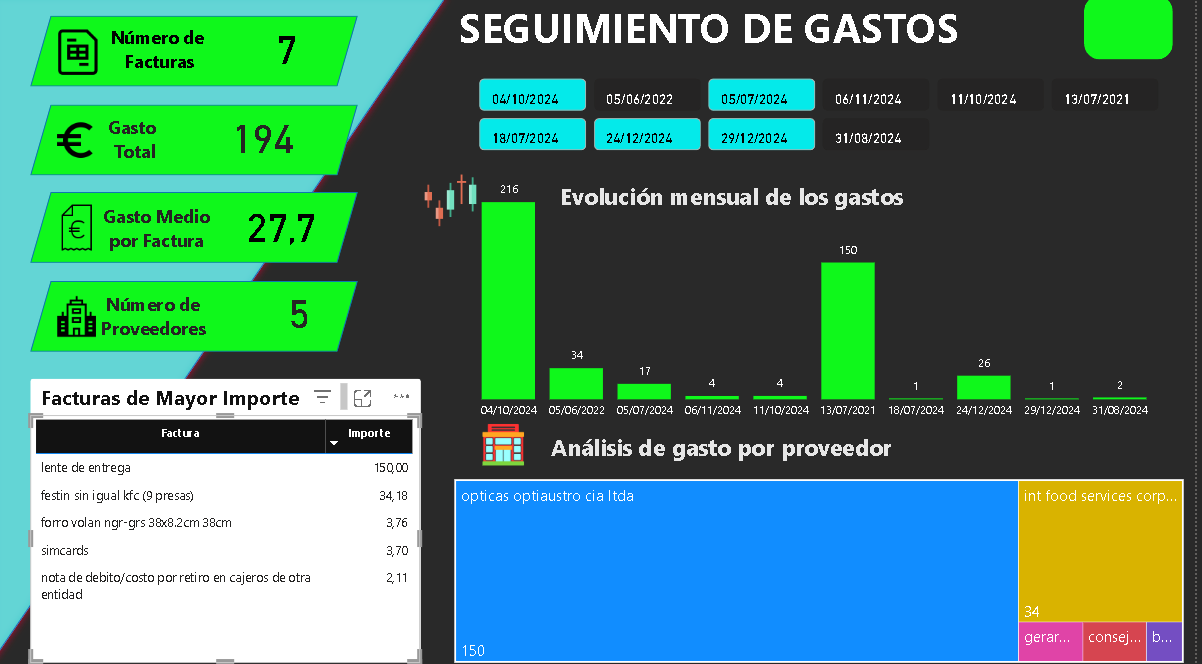 SEGUIMIENTO DE GASTOS
Número de
Facturas
7
Gasto
Total
194
Gasto Medio
por Factura
27,7
Número de
Proveedores
5
04/10/2024 05/06/2022 05/07/2024 06/11/2024 11/10/2024 13/07/2021
18/07/2024 24/12/2024 29/12/2024 31/08/2024
Evolución mensual de los gastos
216 34 17 4 4 150 1 26 1 2
04/10/2024 05/06/2022 05/07/2024 06/11/2024 11/10/2024 13/07/2021 18/07/2024 24/12/2024 29/12/2024 31/08/2024
Facturas de Mayor Importe
Factura Importe
lente de entrega 150,00
festin sin igual kfc (9 presas) 34,18
forro volan ngr-grs 38x8.2cm 38cm 3,76
simcards 3,70
nota de debito/costo por retiro en cajeros de otra 2,11
entidad
Análisis de gasto por proveedor
opticas optiaustro cia ltda
150
int food services corp...
34
gerar...
consej...
b...